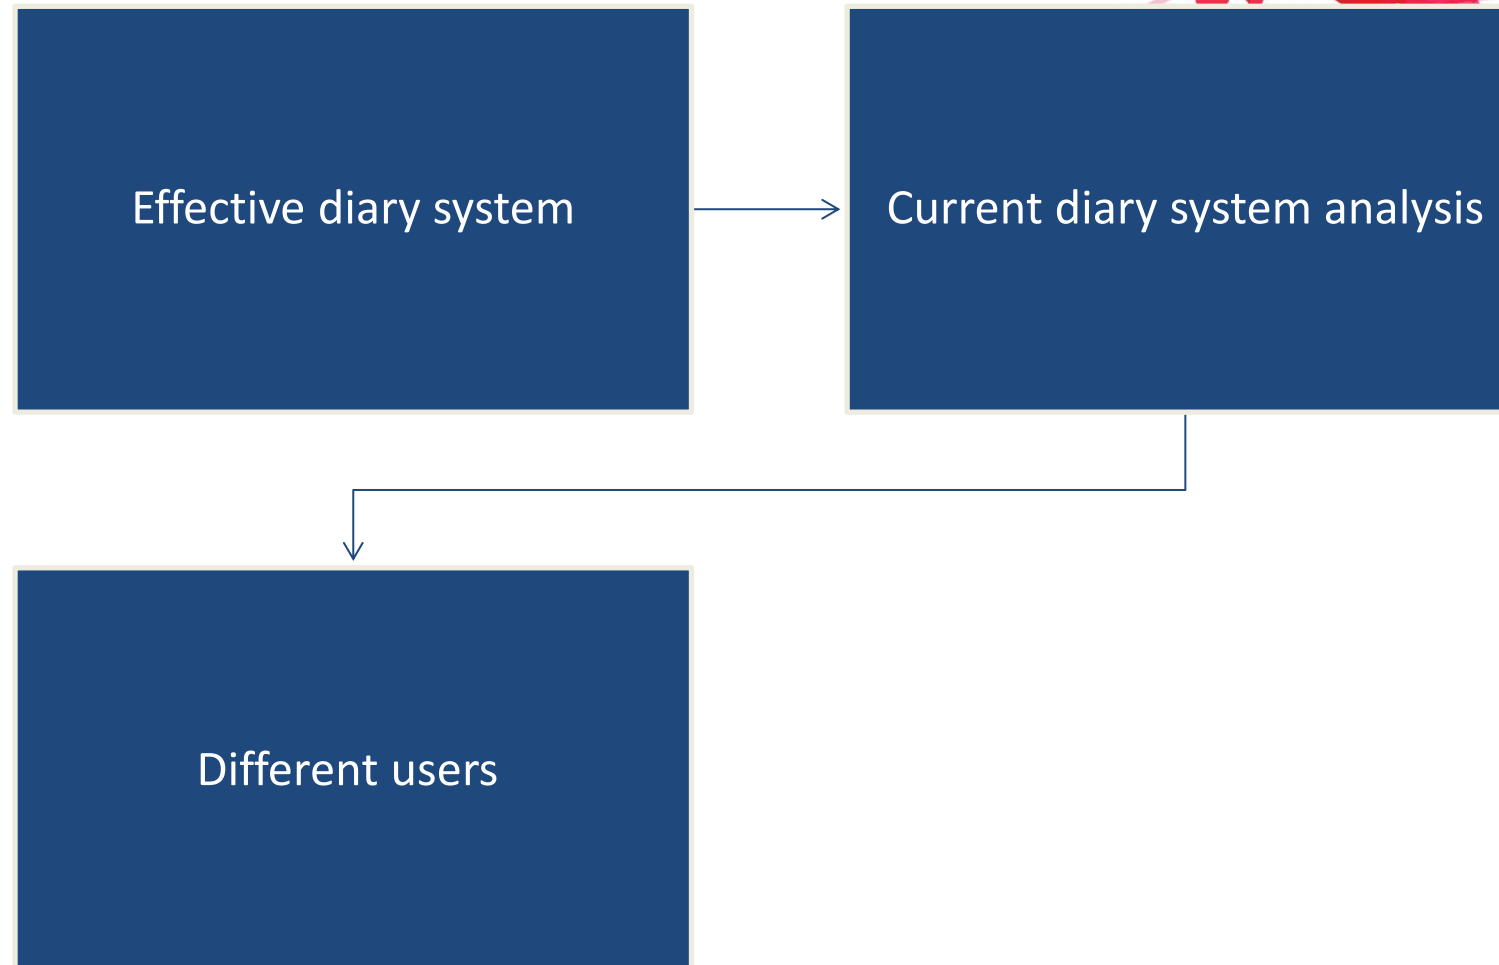 Effective diary system
Current diary system analysis
Different users